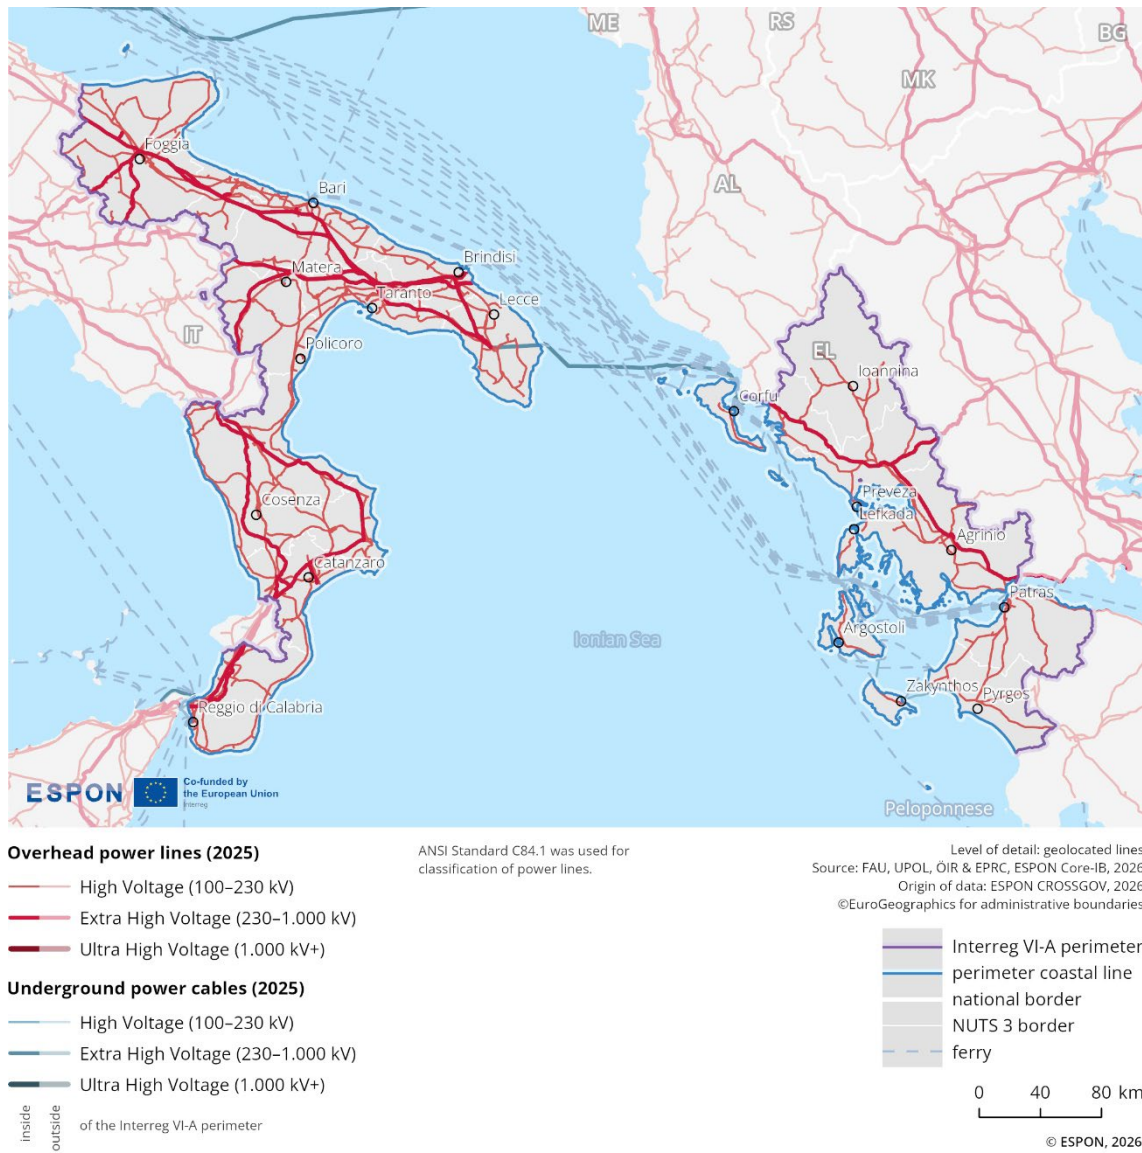 ME
RS
BG
MK
Foggia
AL
Bari
Brindisi
Matera
Taranto
Lecce
IT
Policoro
EL
Ioannina
Corfu
Cosenza
Preveza
Lefkada
Agrinio
Catanzaro
Patras
Ionian Sea
Argostoli
Zakynthos
Pyrgos
Reggio di Calabria
Peloponnese
ESPON
Co-funded by
the European Union
Interreg
Overhead power lines (2025)
High Voltage (100–230 kV)
Extra High Voltage (230–1.000 kV)
Ultra High Voltage (1.000 kV+)
Underground power cables (2025)
High Voltage (100–230 kV)
Extra High Voltage (230–1.000 kV)
Ultra High Voltage (1.000 kV+)
inside
outside
of the Interreg VI-A perimeter
ANSI Standard C84.1 was used for
classification of power lines.
Level of detail: geolocated lines
Source: FAU, UPOL, ÖIR & EPRC, ESPON Core-IB, 2026
Origin of data: ESPON CROSSGOV, 2026
©EuroGeographics for administrative boundaries
Interreg VI-A perimeter
perimeter coastal line
national border
NUTS 3 border
ferry
0 40 80 km
© ESPON, 2026